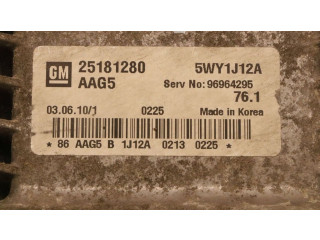 GM 25181280 5WY1J12A
AAG5 Serv No:96964295
76.1
03.06.10/1 0225 Made in Korea
* 86 AAG5 B 1J12A 0213 0225 *